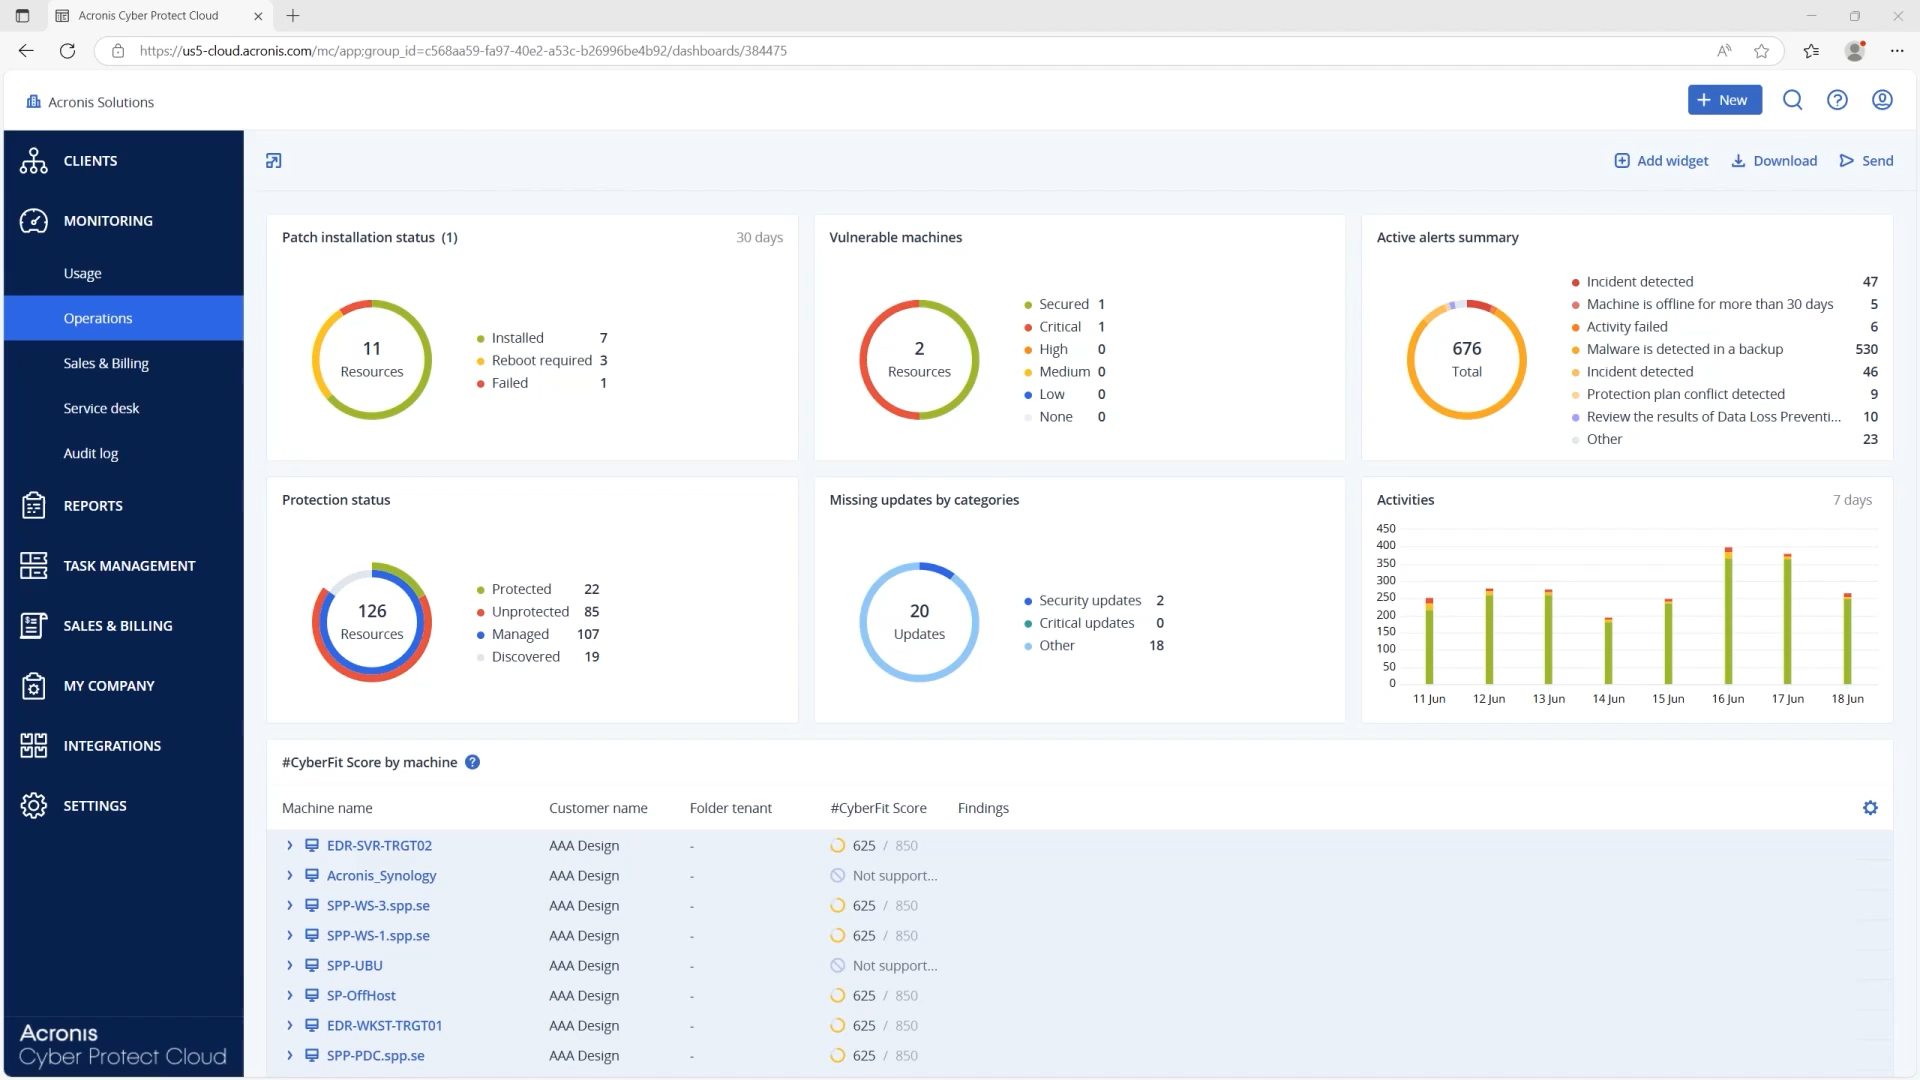 Acronis Cyber Protect Cloud
https://us5-cloud.acronis.com/mc/app;group_id=c568aa59-fa97-40e2-a53c-b26996be4b92/dashboards/384475
Acronis Solutions
New
CLIENTS
MONITORING
Usage
Operations
Sales & Billing
Service desk
Audit log
REPORTS
TASK MANAGEMENT
SALES & BILLING
MY COMPANY
INTEGRATIONS
SETTINGS
Acronis
Cyber Protect Cloud
Add widget Download Send
Patch installation status (1) 30 days
11
Resources
Installed 7
Reboot required 3
Failed 1
Vulnerable machines
2
Resources
Secured 1
Critical 1
High 0
Medium 0
Low 0
None 0
Active alerts summary
676
Total
Incident detected 47
Machine is offline for more than 30 days 5
Activity failed 6
Malware is detected in a backup 530
Incident detected 46
Protection plan conflict detected 9
Review the results of Data Loss Preventi... 10
Other 23
Protection status
126
Resources
Protected 22
Unprotected 85
Managed 107
Discovered 19
Missing updates by categories
20
Updates
Security updates 2
Critical updates 0
Other 18
Activities 7 days
450
400
350
300
250
200
150
100
50
0
11 Jun 12 Jun 13 Jun 14 Jun 15 Jun 16 Jun 17 Jun 18 Jun
#CyberFit Score by machine ?
Machine name Customer name Folder tenant #CyberFit Score Findings
EDR-SVR-TRGT02 AAA Design - 625 / 850
Acronis_Synology AAA Design - Not support...
SPP-WS-3.spp.se AAA Design - 625 / 850
SPP-WS-1.spp.se AAA Design - 625 / 850
SPP-UBU AAA Design - Not support...
SP-OffHost AAA Design - 625 / 850
EDR-WKST-TRGT01 AAA Design - 625 / 850
SPP-PDC.spp.se AAA Design - 625 / 850